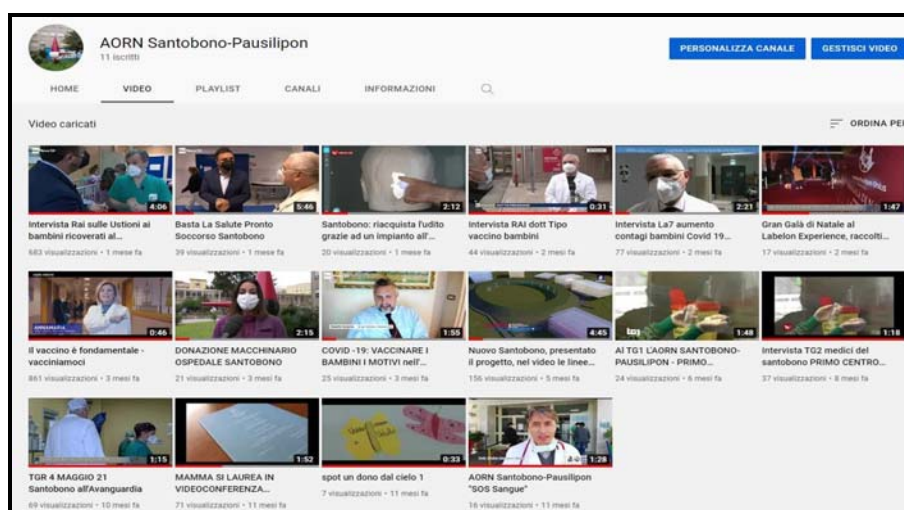 AORN Santobono-Pausilipon
11 iscritti
PERSONALIZZA CANALE
GESTISCI VIDEO
HOME
VIDEO
PLAYLIST
CANALI
INFORMAZIONI
Video caricati
ORDINA PER
4:06
5:46
2:12
0:31
2:21
1:47
Intervista Rai sulle Ustioni ai
bambini ricoverati al...
683 visualizzazioni • 1 mese fa
Basta La Salute Pronto
Soccorso Santobono
39 visualizzazioni • 1 mese fa
Santobono: riacquista l'udito
grazie ad un impianto all'...
20 visualizzazioni • 1 mese fa
Intervista RAI dott Tipo
vaccino bambini
44 visualizzazioni • 2 mesi fa
Intervista La7 aumento
contagi bambini Covid 19...
77 visualizzazioni • 2 mesi fa
Gran Galà di Natale al
Labelon Experience, raccolti...
17 visualizzazioni • 2 mesi fa
ANNAMARIA
0:46
2:15
1:55
4:45
tg1
1:48
1:18
Il vaccino è fondamentale -
vacciniamoci
861 visualizzazioni • 3 mesi fa
DONAZIONE MACCHINARIO
OSPEDALE SANTOBONO
21 visualizzazioni • 3 mesi fa
COVID -19: VACCINARE I
BAMBINI I MOTIVI nell'...
25 visualizzazioni • 3 mesi fa
Nuovo Santobono, presentato
il progetto, nel video le linee...
156 visualizzazioni • 5 mesi fa
Al TG1 L'AORN SANTOBONO-
PAUSILIPON - PRIMO...
24 visualizzazioni • 6 mesi fa
Intervista TG2 medici del
santobono PRIMO CENTRO...
37 visualizzazioni • 8 mesi fa
1:15
1:52
0:33
1:28
TGR 4 MAGGIO 21
Santobono all'Avanguardia
69 visualizzazioni • 10 mesi fa
MAMMA SI LAUREA IN
VIDEOCONFERENZA...
71 visualizzazioni • 11 mesi fa
spot un dono dal cielo 1
7 visualizzazioni • 11 mesi fa
AORN Santobono-Pausilipon
"SOS Sangue"
16 visualizzazioni • 11 mesi fa